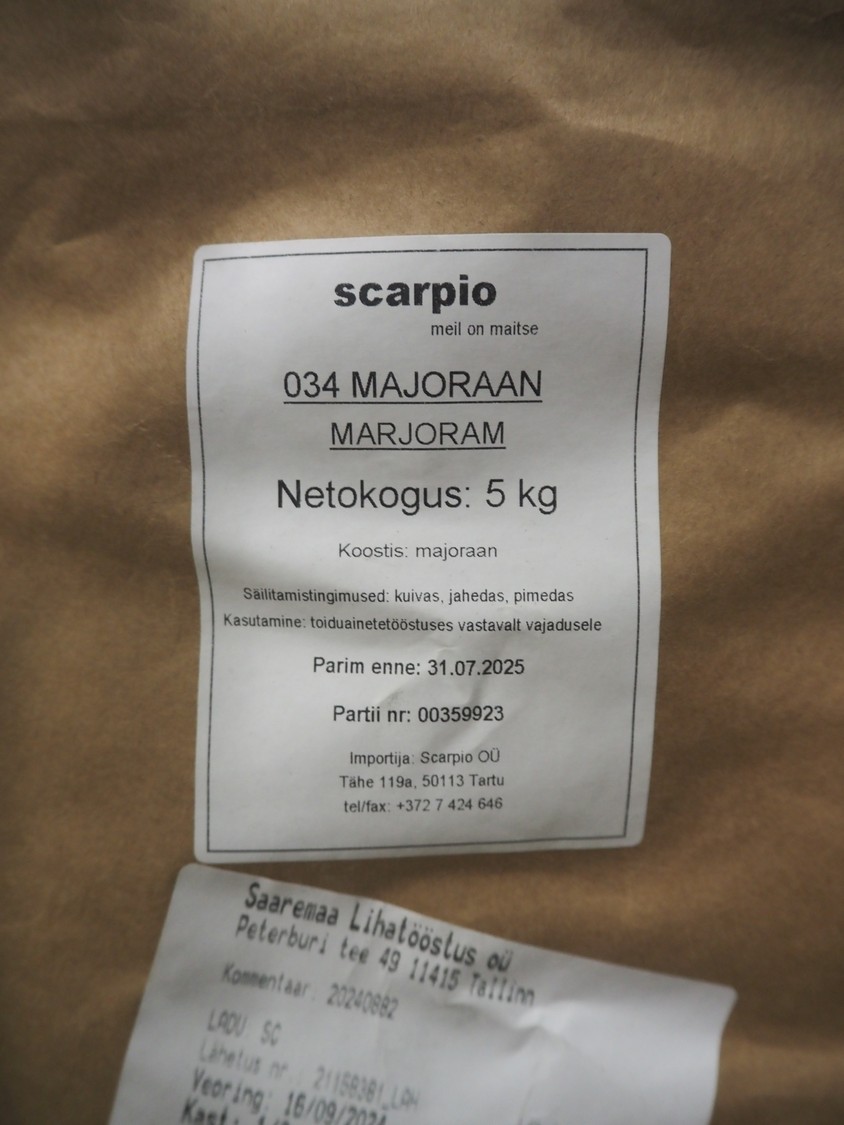 scarpio
meil on maitse
034 MAJORAAN
MARJORAM
Netokogus: 5 kg
Koostis: majoraan
Säilitamistingimused: kuivas, jahedas, pimedas
Kasutamine: toiduainetetööstuses vastavalt vajadusele
Parim enne: 31.07.2025
Partii nr: 00359923
Importija: Scarpio OÜ
Tähe 119a, 50113 Tartu
tel/fax: +372 7 424 646
Saaremaa Lihatööstus oü
Peterburi tee 49 11415 Tallinn
Kommentaar: 20240882
LADU: SC
Lähetus nr.:
Veoring: 16/09/2024